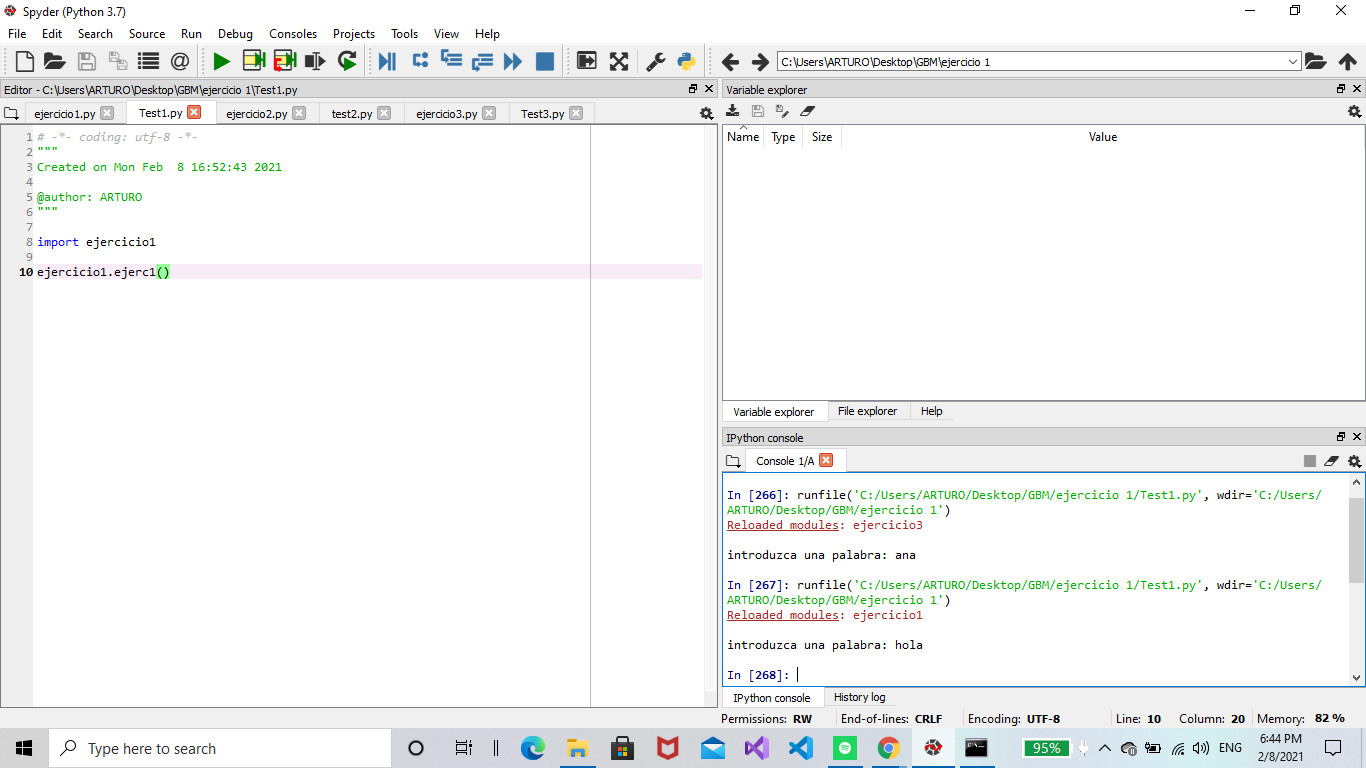 Spyder (Python 3.7)
File Edit Search Source Run Debug Consoles Projects Tools View Help
C:\Users\ARTURO\Desktop\GBM\ejercicio 1
Editor - C:\Users\ARTURO\Desktop\GBM\ejercicio 1\Test1.py
ejercicio1.py Test1.py ejercicio2.py test2.py ejercicio3.py Test3.py
1 # -*- coding: utf-8 -*-
2 """
3 Created on Mon Feb  8 16:52:43 2021
4
5 @author: ARTURO
6 """
7
8 import ejercicio1
9
10 ejercicio1.ejerc1()
Variable explorer
Name Type Size Value
Variable explorer File explorer Help
IPython console
Console 1/A
In [266]: runfile('C:/Users/ARTURO/Desktop/GBM/ejercicio 1/Test1.py', wdir='C:/Users/
ARTURO/Desktop/GBM/ejercicio 1')
Reloaded modules: ejercicio3
introduzca una palabra: ana
In [267]: runfile('C:/Users/ARTURO/Desktop/GBM/ejercicio 1/Test1.py', wdir='C:/Users/
ARTURO/Desktop/GBM/ejercicio 1')
Reloaded modules: ejercicio1
introduzca una palabra: hola
In [268]:
IPython console History log
Permissions: RW End-of-lines: CRLF Encoding: UTF-8 Line: 10 Column: 20 Memory: 82 %
Type here to search
95%
ENG
6:44 PM
2/8/2021